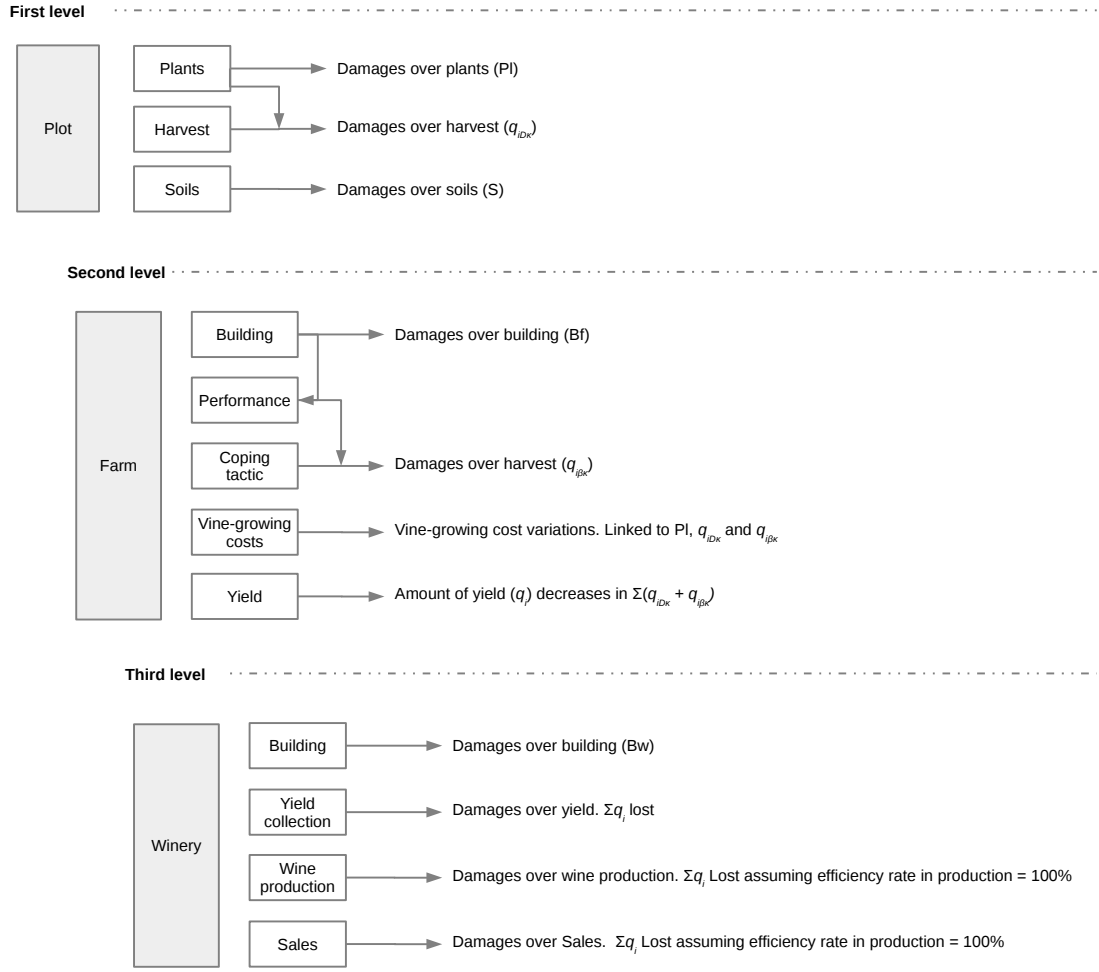 First level
Plot
Plants
Damages over plants (Pl)
Harvest
Damages over harvest (q_iDκ)
Soils
Damages over soils (S)
Second level
Farm
Building
Damages over building (Bf)
Performance
Coping
tactic
Damages over harvest (q_iβκ)
Vine-growing
costs
Vine-growing cost variations. Linked to Pl, q_iDκ and q_iβκ
Yield
Amount of yield (q_i) decreases in Σ(q_iDκ + q_iβκ)
Third level
Winery
Building
Damages over building (Bw)
Yield
collection
Damages over yield. Σq_i lost
Wine
production
Damages over wine production. Σq_i Lost assuming efficiency rate in production = 100%
Sales
Damages over Sales. Σq_i Lost assuming efficiency rate in production = 100%